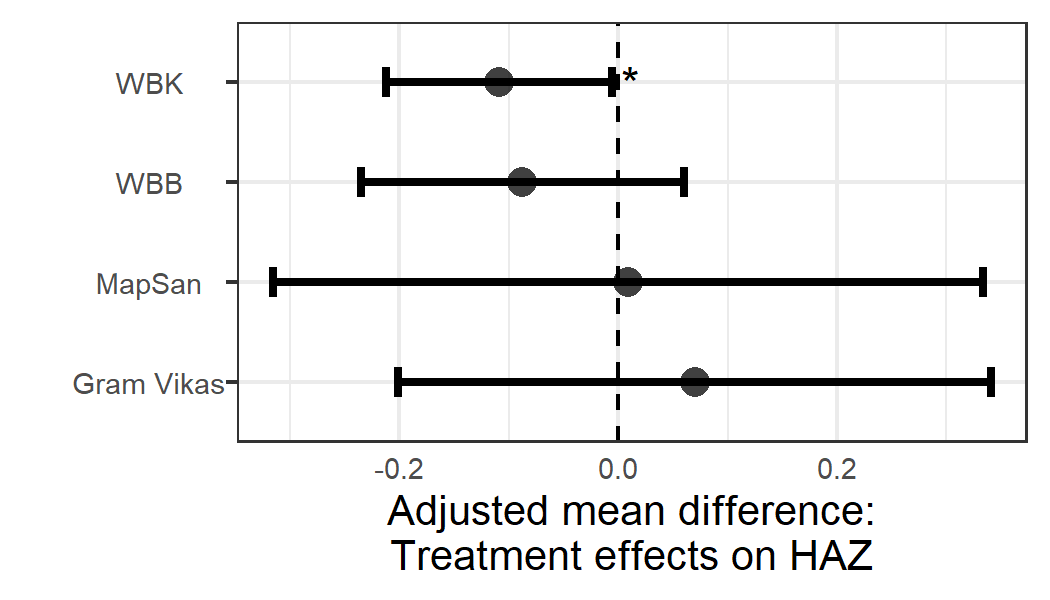 WBK
*
WBB
MapSan
Gram Vikas
-0.2 0.0 0.2
Adjusted mean difference:
Treatment effects on HAZ